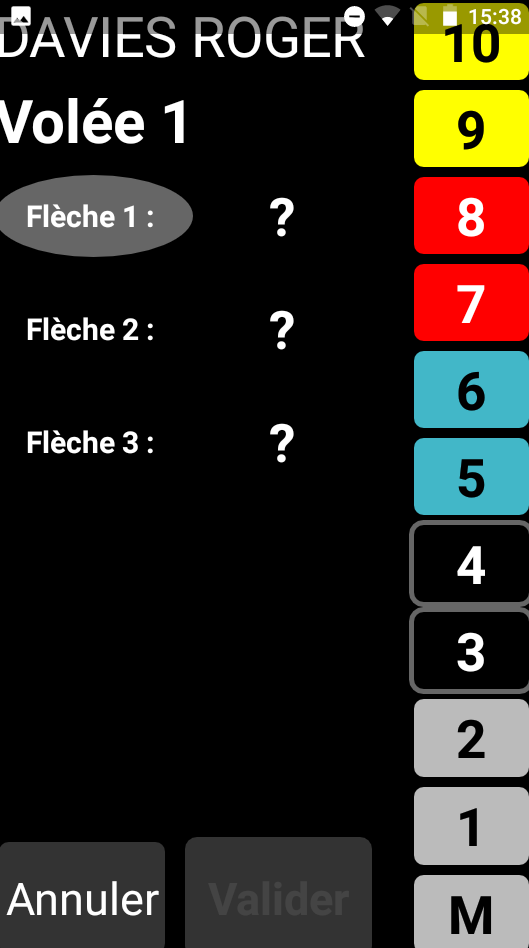 15:38
DAVIES ROGER
Volée 1
Flèche 1 : ?
Flèche 2 : ?
Flèche 3 : ?
10
9
8
7
6
5
4
3
2
1
M
Annuler
Valider